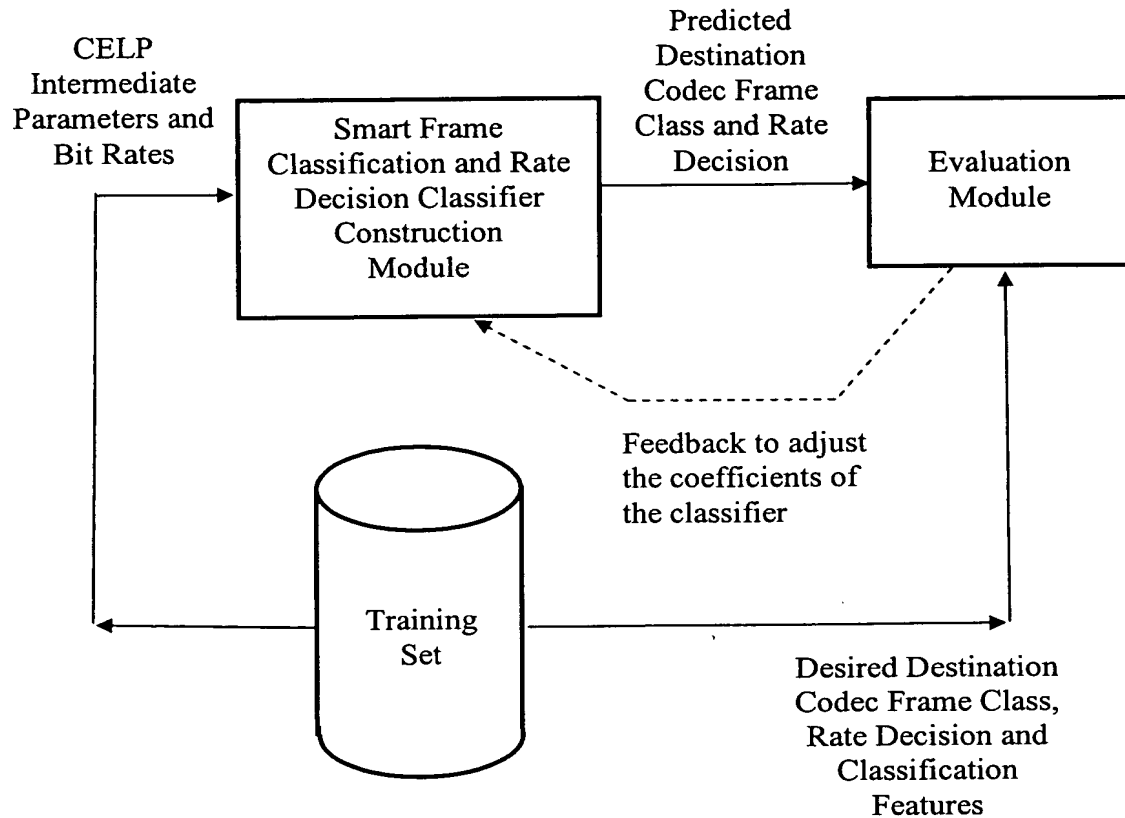 CELP
Intermediate
Parameters and
Bit Rates
Smart Frame
Classification and Rate
Decision Classifier
Construction
Module
Predicted
Destination
Codec Frame
Class and Rate
Decision
Evaluation
Module
Feedback to adjust
the coefficients of
the classifier
Training
Set
Desired Destination
Codec Frame Class,
Rate Decision and
Classification
Features